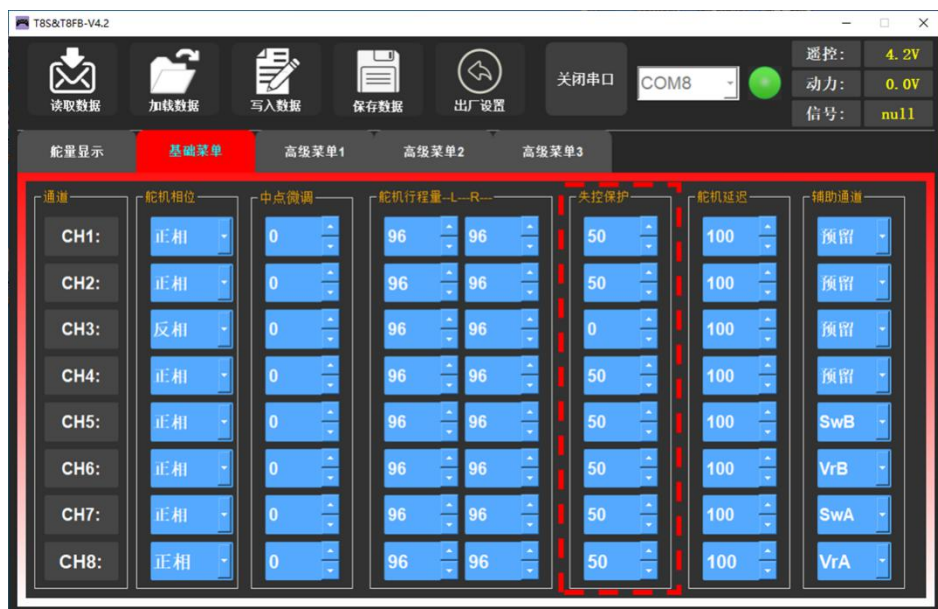 T8S&T8FB-V4.2
读取数据 加载数据 写入数据 保存数据 出厂设置 关闭串口 COM8
遥控: 4.2V
动力: 0.0V
信号: null
舵量显示 基础菜单 高级菜单1 高级菜单2 高级菜单3
通道 舵机相位 中点微调 舵机行程量--L---R--- 失控保护 舵机延迟 辅助通道
CH1: 正相 0 96 96 50 100 预留
CH2: 正相 0 96 96 50 100 预留
CH3: 反相 0 96 96 0 100 预留
CH4: 正相 0 96 96 50 100 预留
CH5: 正相 0 96 96 50 100 SwB
CH6: 正相 0 96 96 50 100 VrB
CH7: 正相 0 96 96 50 100 SwA
CH8: 正相 0 96 96 50 100 VrA